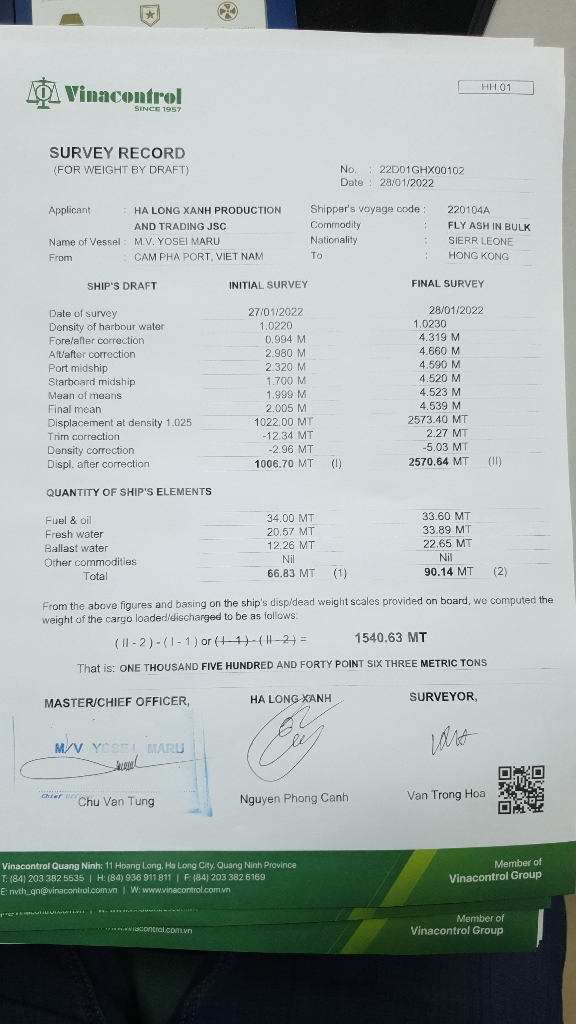 HH 01
Vinacontrol
SINCE 1957
SURVEY RECORD
(FOR WEIGHT BY DRAFT)
No. : 22D01GHX00102
Date : 28/01/2022
Applicant : HA LONG XANH PRODUCTION AND TRADING JSC
Shipper's voyage code : 220104A
Commodity : FLY ASH IN BULK
Name of Vessel : M.V. YOSEI MARU
Nationality : SIERR LEONE
From : CAM PHA PORT, VIET NAM
To : HONG KONG
SHIP'S DRAFT INITIAL SURVEY FINAL SURVEY
Date of survey 27/01/2022 28/01/2022
Density of harbour water 1.0220 1.0230
Fore/after correction 0.994 M 4.319 M
Aft/after correction 2.980 M 4.660 M
Port midship 2.320 M 4.590 M
Starboard midship 1.700 M 4.520 M
Mean of means 1.999 M 4.523 M
Final mean 2.005 M 4.539 M
Displacement at density 1.025 1022.00 MT 2573.40 MT
Trim correction -12.34 MT 2.27 MT
Density correction -2.96 MT -5.03 MT
Displ. after correction 1006.70 MT (I) 2570.64 MT (II)
QUANTITY OF SHIP'S ELEMENTS
Fuel & oil 34.00 MT 33.60 MT
Fresh water 20.57 MT 33.89 MT
Ballast water 12.26 MT 22.65 MT
Other commodities Nil Nil
Total 66.83 MT (1) 90.14 MT (2)
From the above figures and basing on the ship's disp/dead weight scales provided on board, we computed the
weight of the cargo loaded/discharged to be as follows:
( II - 2 ) - ( I - 1 ) or ( I - 1 ) - ( II - 2 ) = 1540.63 MT
That is: ONE THOUSAND FIVE HUNDRED AND FORTY POINT SIX THREE METRIC TONS
MASTER/CHIEF OFFICER, HA LONG XANH SURVEYOR,
M/V YOSEI MARU
Chief Officer
Chu Van Tung Nguyen Phong Canh Van Trong Hoa
Vinacontrol Quang Ninh: 11 Hoang Long, Ha Long City, Quang Ninh Province
T: (84) 203 382 5535 | H: (84) 936 911 811 | F: (84) 203 382 6169
E: nvth_qn@vinacontrol.com.vn | W: www.vinacontrol.com.vn
Member of
Vinacontrol Group
Member of
Vinacontrol Group